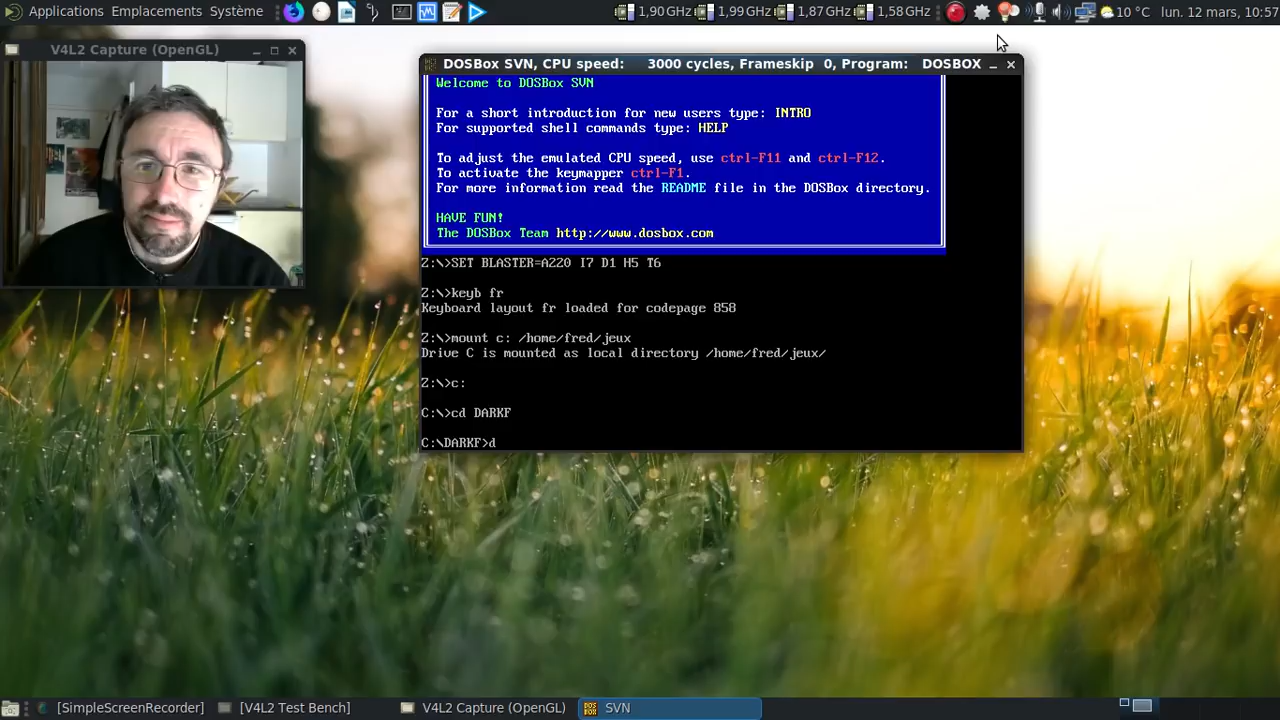 Applications Emplacements Système 1,90 GHz 1,99 GHz 1,87 GHz 1,58 GHz 10 °C lun. 12 mars, 10:57
V4L2 Capture (OpenGL)
DOSBox SVN, CPU speed: 3000 cycles, Frameskip 0, Program: DOSBOX
Welcome to DOSBox SVN
For a short introduction for new users type: INTRO
For supported shell commands type: HELP
To adjust the emulated CPU speed, use ctrl-F11 and ctrl-F12.
To activate the keymapper ctrl-F1.
For more information read the README file in the DOSBox directory.
HAVE FUN!
The DOSBox Team http://www.dosbox.com
Z:\>SET BLASTER=A220 I7 D1 H5 T6
Z:\>keyb fr
Keyboard layout fr loaded for codepage 858
Z:\>mount c: /home/fred/jeux
Drive C is mounted as local directory /home/fred/jeux/
Z:\>c:
C:\>cd DARKF
C:\DARKF>d
[SimpleScreenRecorder] [V4L2 Test Bench] V4L2 Capture (OpenGL) DOS BOX SVN